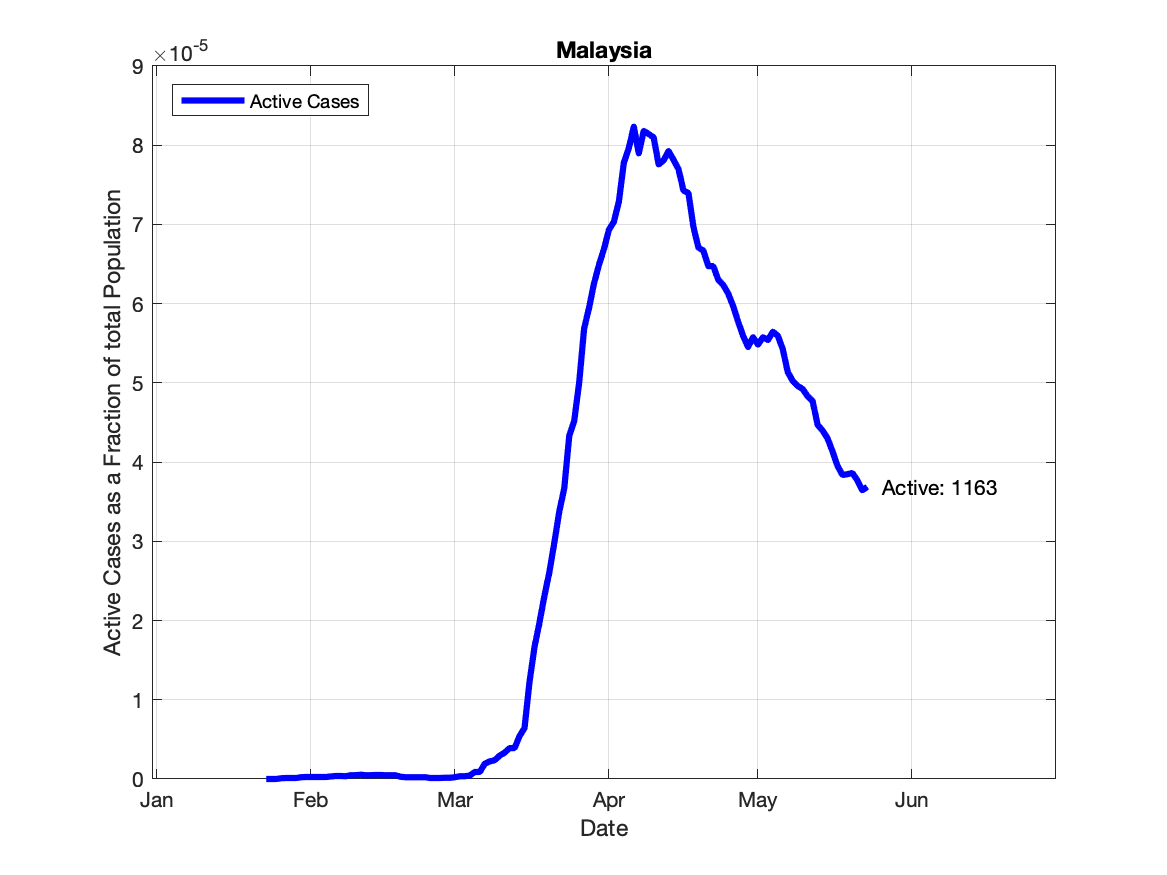 Malaysia
×10-5
9
8
7
6
5
4
3
2
1
0
Active Cases as a Fraction of total Population
Active Cases
Active: 1163
Jan Feb Mar Apr May Jun
Date